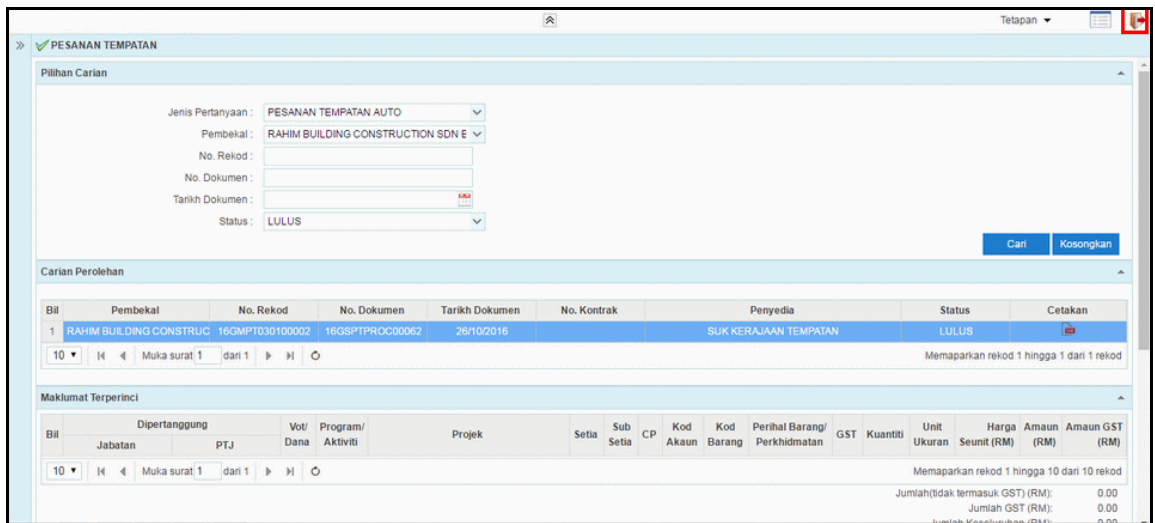 Tetapan
PESANAN TEMPATAN
Pilihan Carian
Jenis Pertanyaan : PESANAN TEMPATAN AUTO
Pembekal : RAHIM BUILDING CONSTRUCTION SDN
No. Rekod :
No. Dokumen :
Tarikh Dokumen :
Status : LULUS
Cari Kosongkan
Carian Perolehan
Bil Pembekal No. Rekod No. Dokumen Tarikh Dokumen No. Kontrak Penyedia Status Cetakan
1 RAHIM BUILDING CONSTRUC 16GMPT030100002 16GSPTPROC00062 26/10/2016 SUK KERAJAAN TEMPATAN LULUS
10 Muka surat 1 dari 1 Memaparkan rekod 1 hingga 1 dari 1 rekod
Maklumat Terperinci
Bil Dipertanggung Jabatan PTJ Vot/ Dana Program/ Aktiviti Projek Setia Sub Setia CP Kod Akaun Kod Barang Perihal Barang/ Perkhidmatan GST Kuantiti Unit Ukuran Harga Seunit (RM) Amaun (RM) Amaun GST (RM)
10 Muka surat 1 dari 1 Memaparkan rekod 1 hingga 10 dari 10 rekod
Jumlah(tidak termasuk GST) (RM): 0.00
Jumlah GST (RM): 0.00
Jumlah Keseluruhan (RM): 0.00